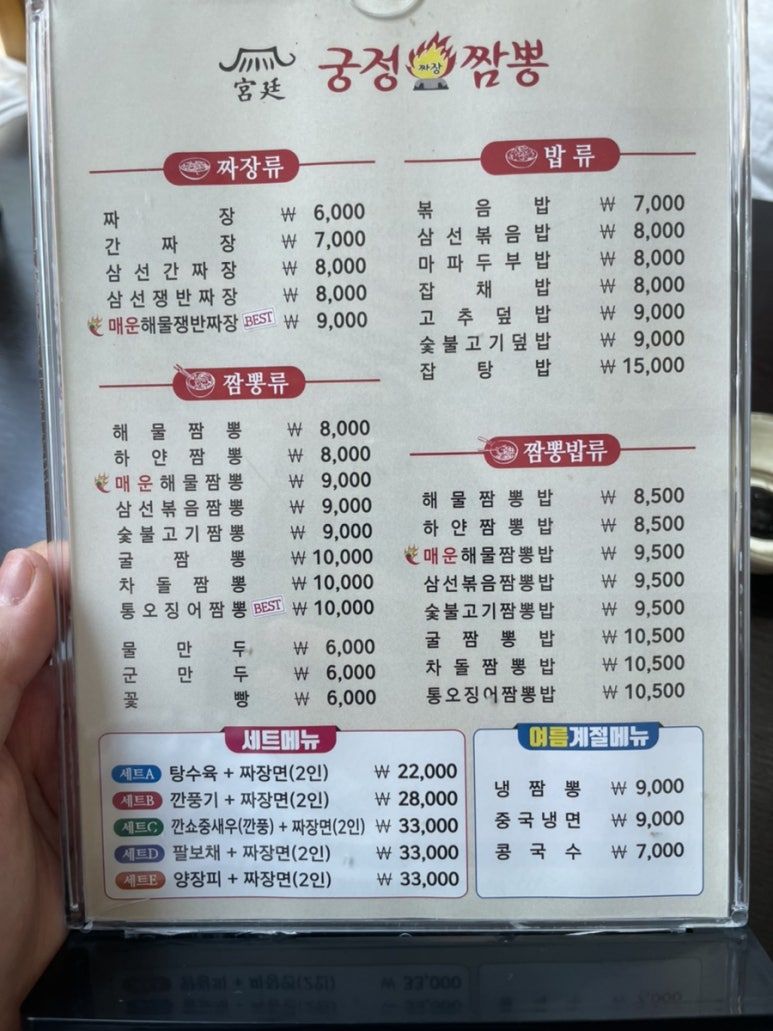 宮廷 궁정 짜장 짬뽕
짜장류
짜장 ₩ 6,000
간짜장 ₩ 7,000
삼선간짜장 ₩ 8,000
삼선쟁반짜장 ₩ 8,000
매운해물쟁반짜장 BEST ₩ 9,000
짬뽕류
해물짬뽕 ₩ 8,000
하얀짬뽕 ₩ 8,000
매운해물짬뽕 ₩ 9,000
삼선볶음짬뽕 ₩ 9,000
숯불고기짬뽕 ₩ 9,000
굴짬뽕 ₩ 10,000
차돌짬뽕 ₩ 10,000
통오징어짬뽕 BEST ₩ 10,000
물만두 ₩ 6,000
군만두 ₩ 6,000
꽃빵 ₩ 6,000
밥류
볶음밥 ₩ 7,000
삼선볶음밥 ₩ 8,000
마파두부밥 ₩ 8,000
잡채밥 ₩ 8,000
고추덮밥 ₩ 9,000
숯불고기덮밥 ₩ 9,000
잡탕밥 ₩ 15,000
짬뽕밥류
해물짬뽕밥 ₩ 8,500
하얀짬뽕밥 ₩ 8,500
매운해물짬뽕밥 ₩ 9,500
삼선볶음짬뽕밥 ₩ 9,500
숯불고기짬뽕밥 ₩ 9,500
굴짬뽕밥 ₩ 10,500
차돌짬뽕밥 ₩ 10,500
통오징어짬뽕밥 ₩ 10,500
세트메뉴
세트A 탕수육 + 짜장면(2인) ₩ 22,000
세트B 깐풍기 + 짜장면(2인) ₩ 28,000
세트C 깐쇼중새우(깐풍) + 짜장면(2인) ₩ 33,000
세트D 팔보채 + 짜장면(2인) ₩ 33,000
세트E 양장피 + 짜장면(2인) ₩ 33,000
여름계절메뉴
냉짬뽕 ₩ 9,000
중국냉면 ₩ 9,000
콩국수 ₩ 7,000